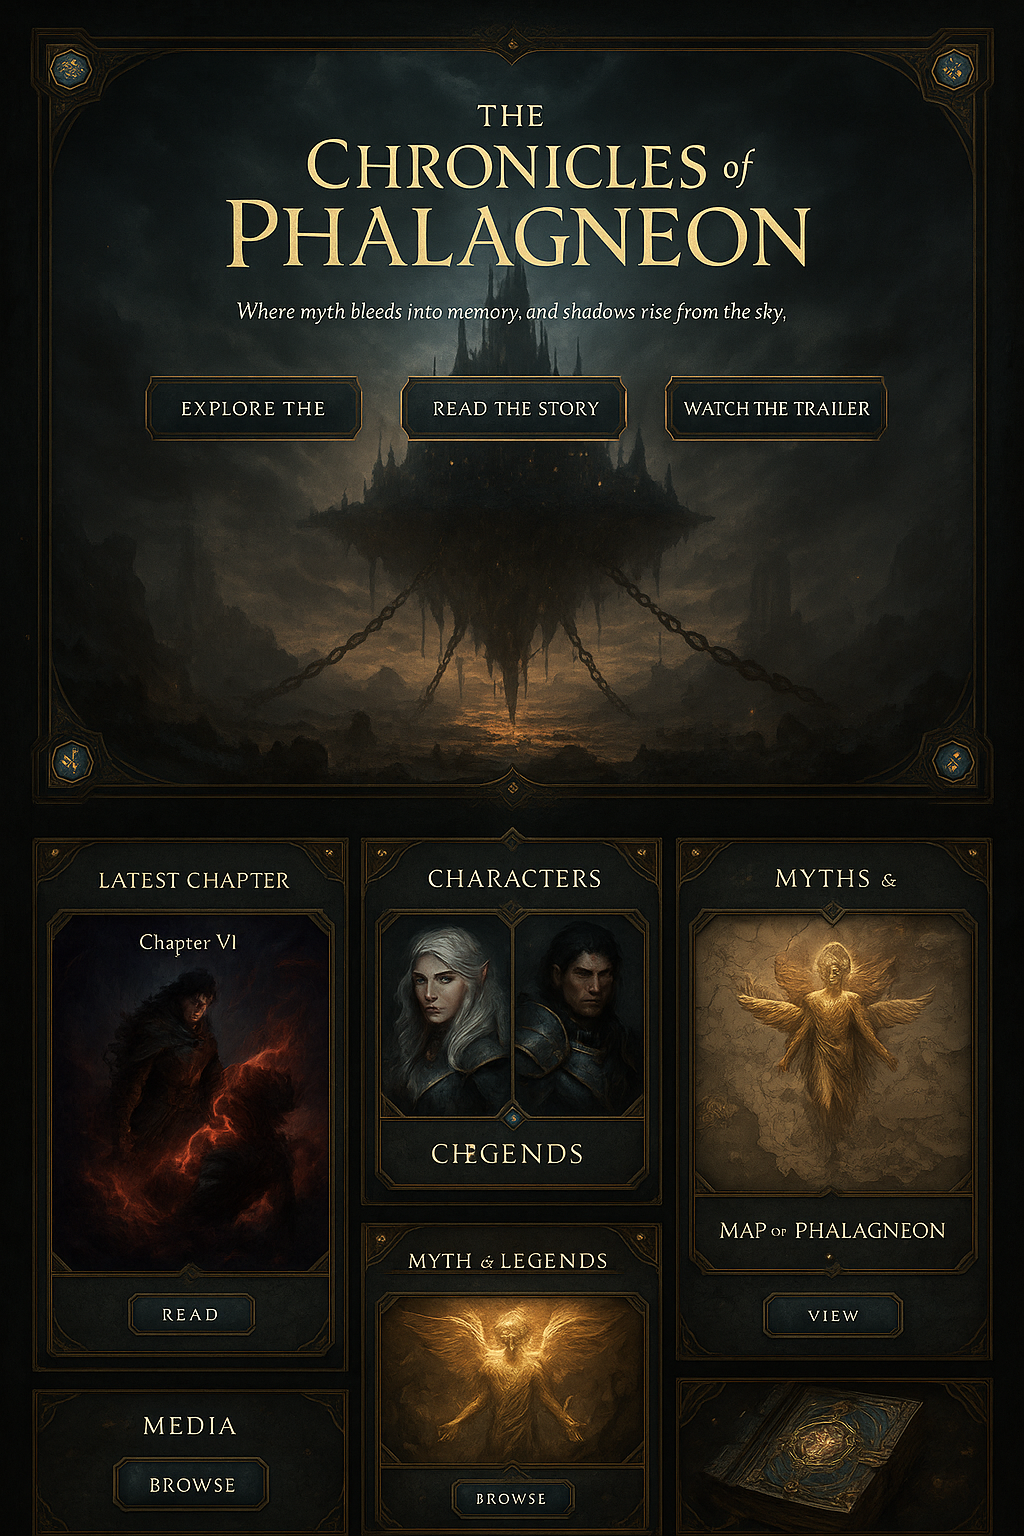 THE
CHRONICLES of
PHALAGNEON
Where myth bleeds into memory, and shadows rise from the sky,
EXPLORE THE
READ THE STORY
WATCH THE TRAILER
LATEST CHAPTER
Chapter VI
READ
MEDIA
BROWSE
CHARACTERS
CHEGENDS
MYTH & LEGENDS
BROWSE
MYTHS &
MAP OF PHALAGNEON
VIEW